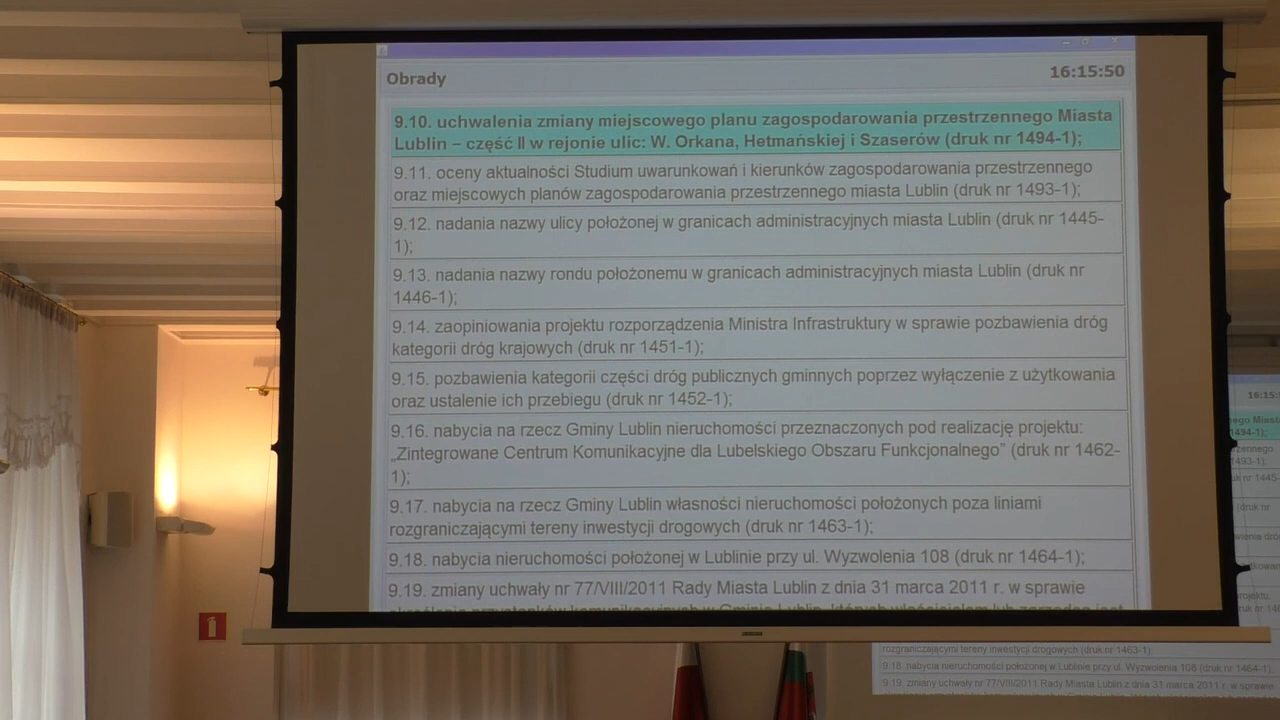 Obrady
16:15:50
9.10. uchwalenia zmiany miejscowego planu zagospodarowania przestrzennego Miasta
Lublin – część II w rejonie ulic: W. Orkana, Hetmańskiej i Szaserów (druk nr 1494-1);
9.11. oceny aktualności Studium uwarunkowań i kierunków zagospodarowania przestrzennego
oraz miejscowych planów zagospodarowania przestrzennego miasta Lublin (druk nr 1493-1);
9.12. nadania nazwy ulicy położonej w granicach administracyjnych miasta Lublin (druk nr 1445-
1);
9.13. nadania nazwy rondu położonemu w granicach administracyjnych miasta Lublin (druk nr
1446-1);
9.14. zaopiniowania projektu rozporządzenia Ministra Infrastruktury w sprawie pozbawienia dróg
kategorii dróg krajowych (druk nr 1451-1);
9.15. pozbawienia kategorii części dróg publicznych gminnych poprzez wyłączenie z użytkowania
oraz ustalenie ich przebiegu (druk nr 1452-1);
9.16. nabycia na rzecz Gminy Lublin nieruchomości przeznaczonych pod realizację projektu:
„Zintegrowane Centrum Komunikacyjne dla Lubelskiego Obszaru Funkcjonalnego” (druk nr 1462-
1);
9.17. nabycia na rzecz Gminy Lublin własności nieruchomości położonych poza liniami
rozgraniczającymi tereny inwestycji drogowych (druk nr 1463-1);
9.18. nabycia nieruchomości położonej w Lublinie przy ul. Wyzwolenia 108 (druk nr 1464-1);
9.19. zmiany uchwały nr 77/VIII/2011 Rady Miasta Lublin z dnia 31 marca 2011 r. w sprawie
określenia przystanków komunikacyjnych w Gminie Lublin, których właścicielem lub zarządcą jest
rozgraniczającymi tereny inwestycji drogowych (druk nr 1463-1)
9.18. nabycia nieruchomości położonej w Lublinie przy ul. Wyzwolenia 108 (druk nr 1464-1)
9.19. zmiany uchwały nr 77/VIII/2011 Rady Miasta Lublin z dnia 31 marca 2011 r. w sprawie